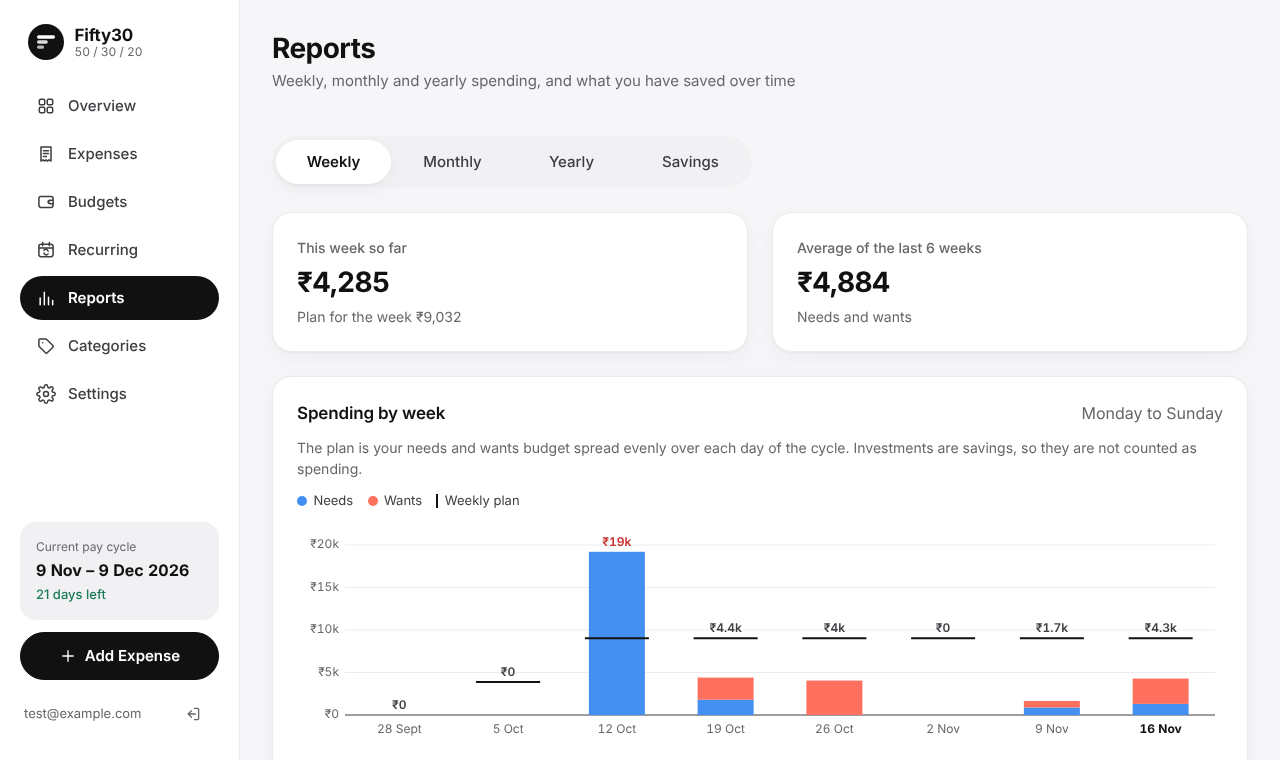 Fifty30
50 / 30 / 20
Overview
Expenses
Budgets
Recurring
Reports
Categories
Settings
Current pay cycle
9 Nov – 9 Dec 2026
21 days left
Add Expense
test@example.com
Reports
Weekly, monthly and yearly spending, and what you have saved over time
Weekly Monthly Yearly Savings
This week so far
₹4,285
Plan for the week ₹9,032
Average of the last 6 weeks
₹4,884
Needs and wants
Spending by week
Monday to Sunday
The plan is your needs and wants budget spread evenly over each day of the cycle. Investments are savings, so they are not counted as
spending.
Needs Wants Weekly plan
₹20k
₹15k
₹10k
₹5k
₹0
₹0 ₹0 ₹19k ₹4.4k ₹4k ₹0 ₹1.7k ₹4.3k
28 Sept 5 Oct 12 Oct 19 Oct 26 Oct 2 Nov 9 Nov 16 Nov